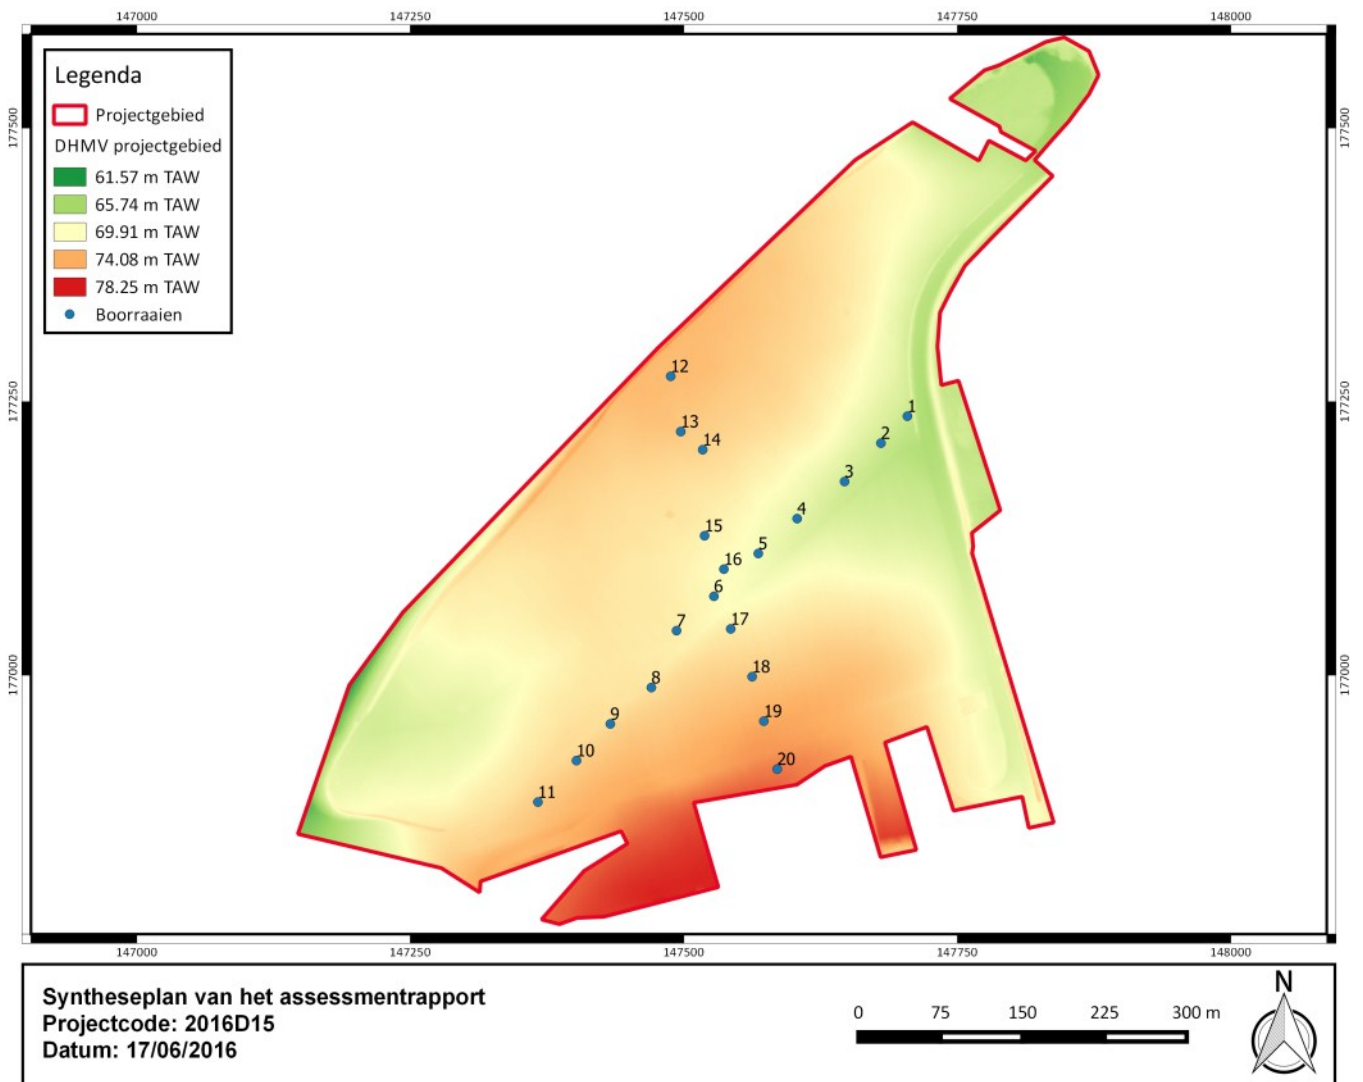 147000 147250 147500 147750 148000
Legenda
Projectgebied
DHMV projectgebied
61.57 m TAW
65.74 m TAW
69.91 m TAW
74.08 m TAW
78.25 m TAW
Boorraaien
177500 177500
177250 177250
177000 177000
12
1
13
2
14
3
4
15
5
16
6
17
7
18
8
9
19
10
20
11
147000 147250 147500 147750 148000
Syntheseplan van het assessmentrapport
Projectcode: 2016D15
Datum: 17/06/2016
0 75 150 225 300 m
N